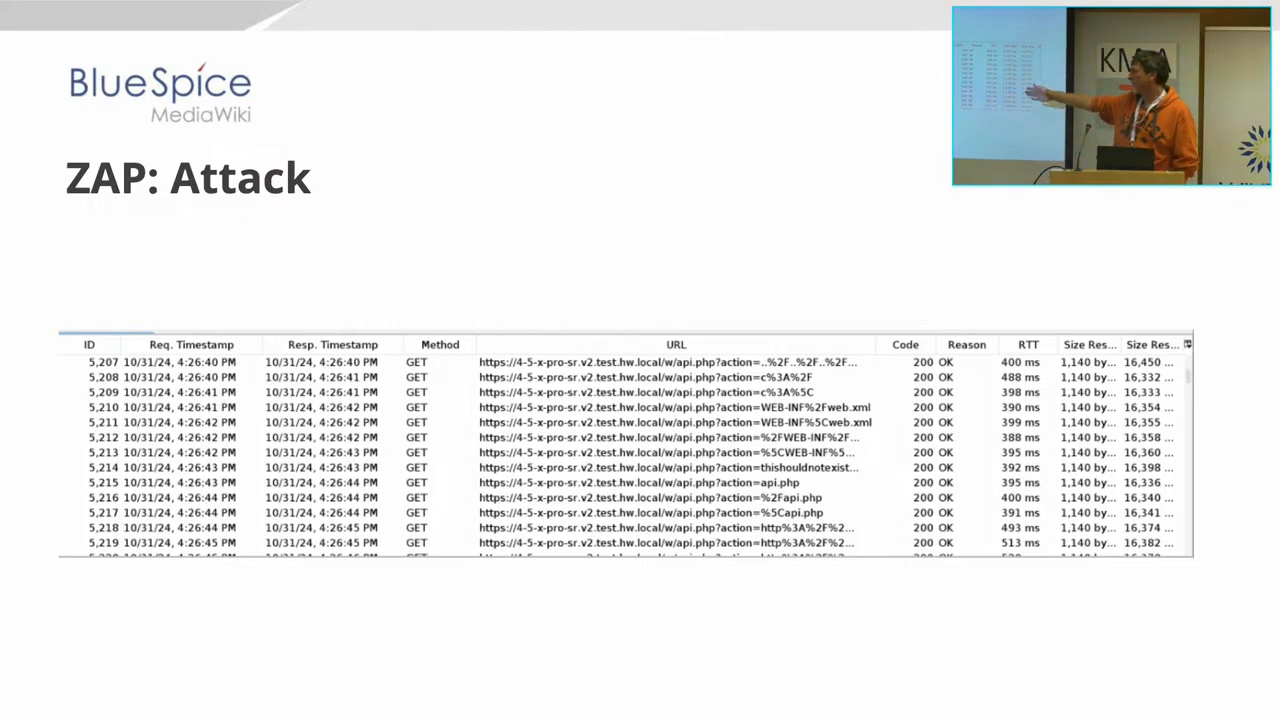 BlueSpice
MediaWiki
KM A
ZAP: Attack
ID Req. Timestamp Resp. Timestamp Method URL Code Reason RTT Size Res... Size Res...
5,207 10/31/24, 4:26:40 PM 10/31/24, 4:26:40 PM GET https://4-5-x-pro-sr.v2.test.hw.local/w/api.php?action=..%2F..%2F..%2F... 200 OK 400 ms 1,140 by... 16,450 ...
5,208 10/31/24, 4:26:40 PM 10/31/24, 4:26:41 PM GET https://4-5-x-pro-sr.v2.test.hw.local/w/api.php?action=c%3A%2F 200 OK 488 ms 1,140 by... 16,332 ...
5,209 10/31/24, 4:26:41 PM 10/31/24, 4:26:41 PM GET https://4-5-x-pro-sr.v2.test.hw.local/w/api.php?action=c%3A%5C 200 OK 398 ms 1,140 by... 16,333 ...
5,210 10/31/24, 4:26:41 PM 10/31/24, 4:26:42 PM GET https://4-5-x-pro-sr.v2.test.hw.local/w/api.php?action=WEB-INF%2Fweb.xml 200 OK 390 ms 1,140 by... 16,354 ...
5,211 10/31/24, 4:26:42 PM 10/31/24, 4:26:42 PM GET https://4-5-x-pro-sr.v2.test.hw.local/w/api.php?action=WEB-INF%5Cweb.xml 200 OK 399 ms 1,140 by... 16,355 ...
5,212 10/31/24, 4:26:42 PM 10/31/24, 4:26:42 PM GET https://4-5-x-pro-sr.v2.test.hw.local/w/api.php?action=%2FWEB-INF%2F... 200 OK 388 ms 1,140 by... 16,358 ...
5,213 10/31/24, 4:26:42 PM 10/31/24, 4:26:43 PM GET https://4-5-x-pro-sr.v2.test.hw.local/w/api.php?action=%5CWEB-INF%5... 200 OK 395 ms 1,140 by... 16,360 ...
5,214 10/31/24, 4:26:43 PM 10/31/24, 4:26:43 PM GET https://4-5-x-pro-sr.v2.test.hw.local/w/api.php?action=thishouldnotexist... 200 OK 392 ms 1,140 by... 16,398 ...
5,215 10/31/24, 4:26:43 PM 10/31/24, 4:26:44 PM GET https://4-5-x-pro-sr.v2.test.hw.local/w/api.php?action=api.php 200 OK 395 ms 1,140 by... 16,336 ...
5,216 10/31/24, 4:26:44 PM 10/31/24, 4:26:44 PM GET https://4-5-x-pro-sr.v2.test.hw.local/w/api.php?action=%2Fapi.php 200 OK 400 ms 1,140 by... 16,340 ...
5,217 10/31/24, 4:26:44 PM 10/31/24, 4:26:44 PM GET https://4-5-x-pro-sr.v2.test.hw.local/w/api.php?action=%5Capi.php 200 OK 391 ms 1,140 by... 16,341 ...
5,218 10/31/24, 4:26:44 PM 10/31/24, 4:26:45 PM GET https://4-5-x-pro-sr.v2.test.hw.local/w/api.php?action=http%3A%2F%2... 200 OK 493 ms 1,140 by... 16,374 ...
5,219 10/31/24, 4:26:45 PM 10/31/24, 4:26:45 PM GET https://4-5-x-pro-sr.v2.test.hw.local/w/api.php?action=http%3A%2F%2... 200 OK 513 ms 1,140 by... 16,382 ...